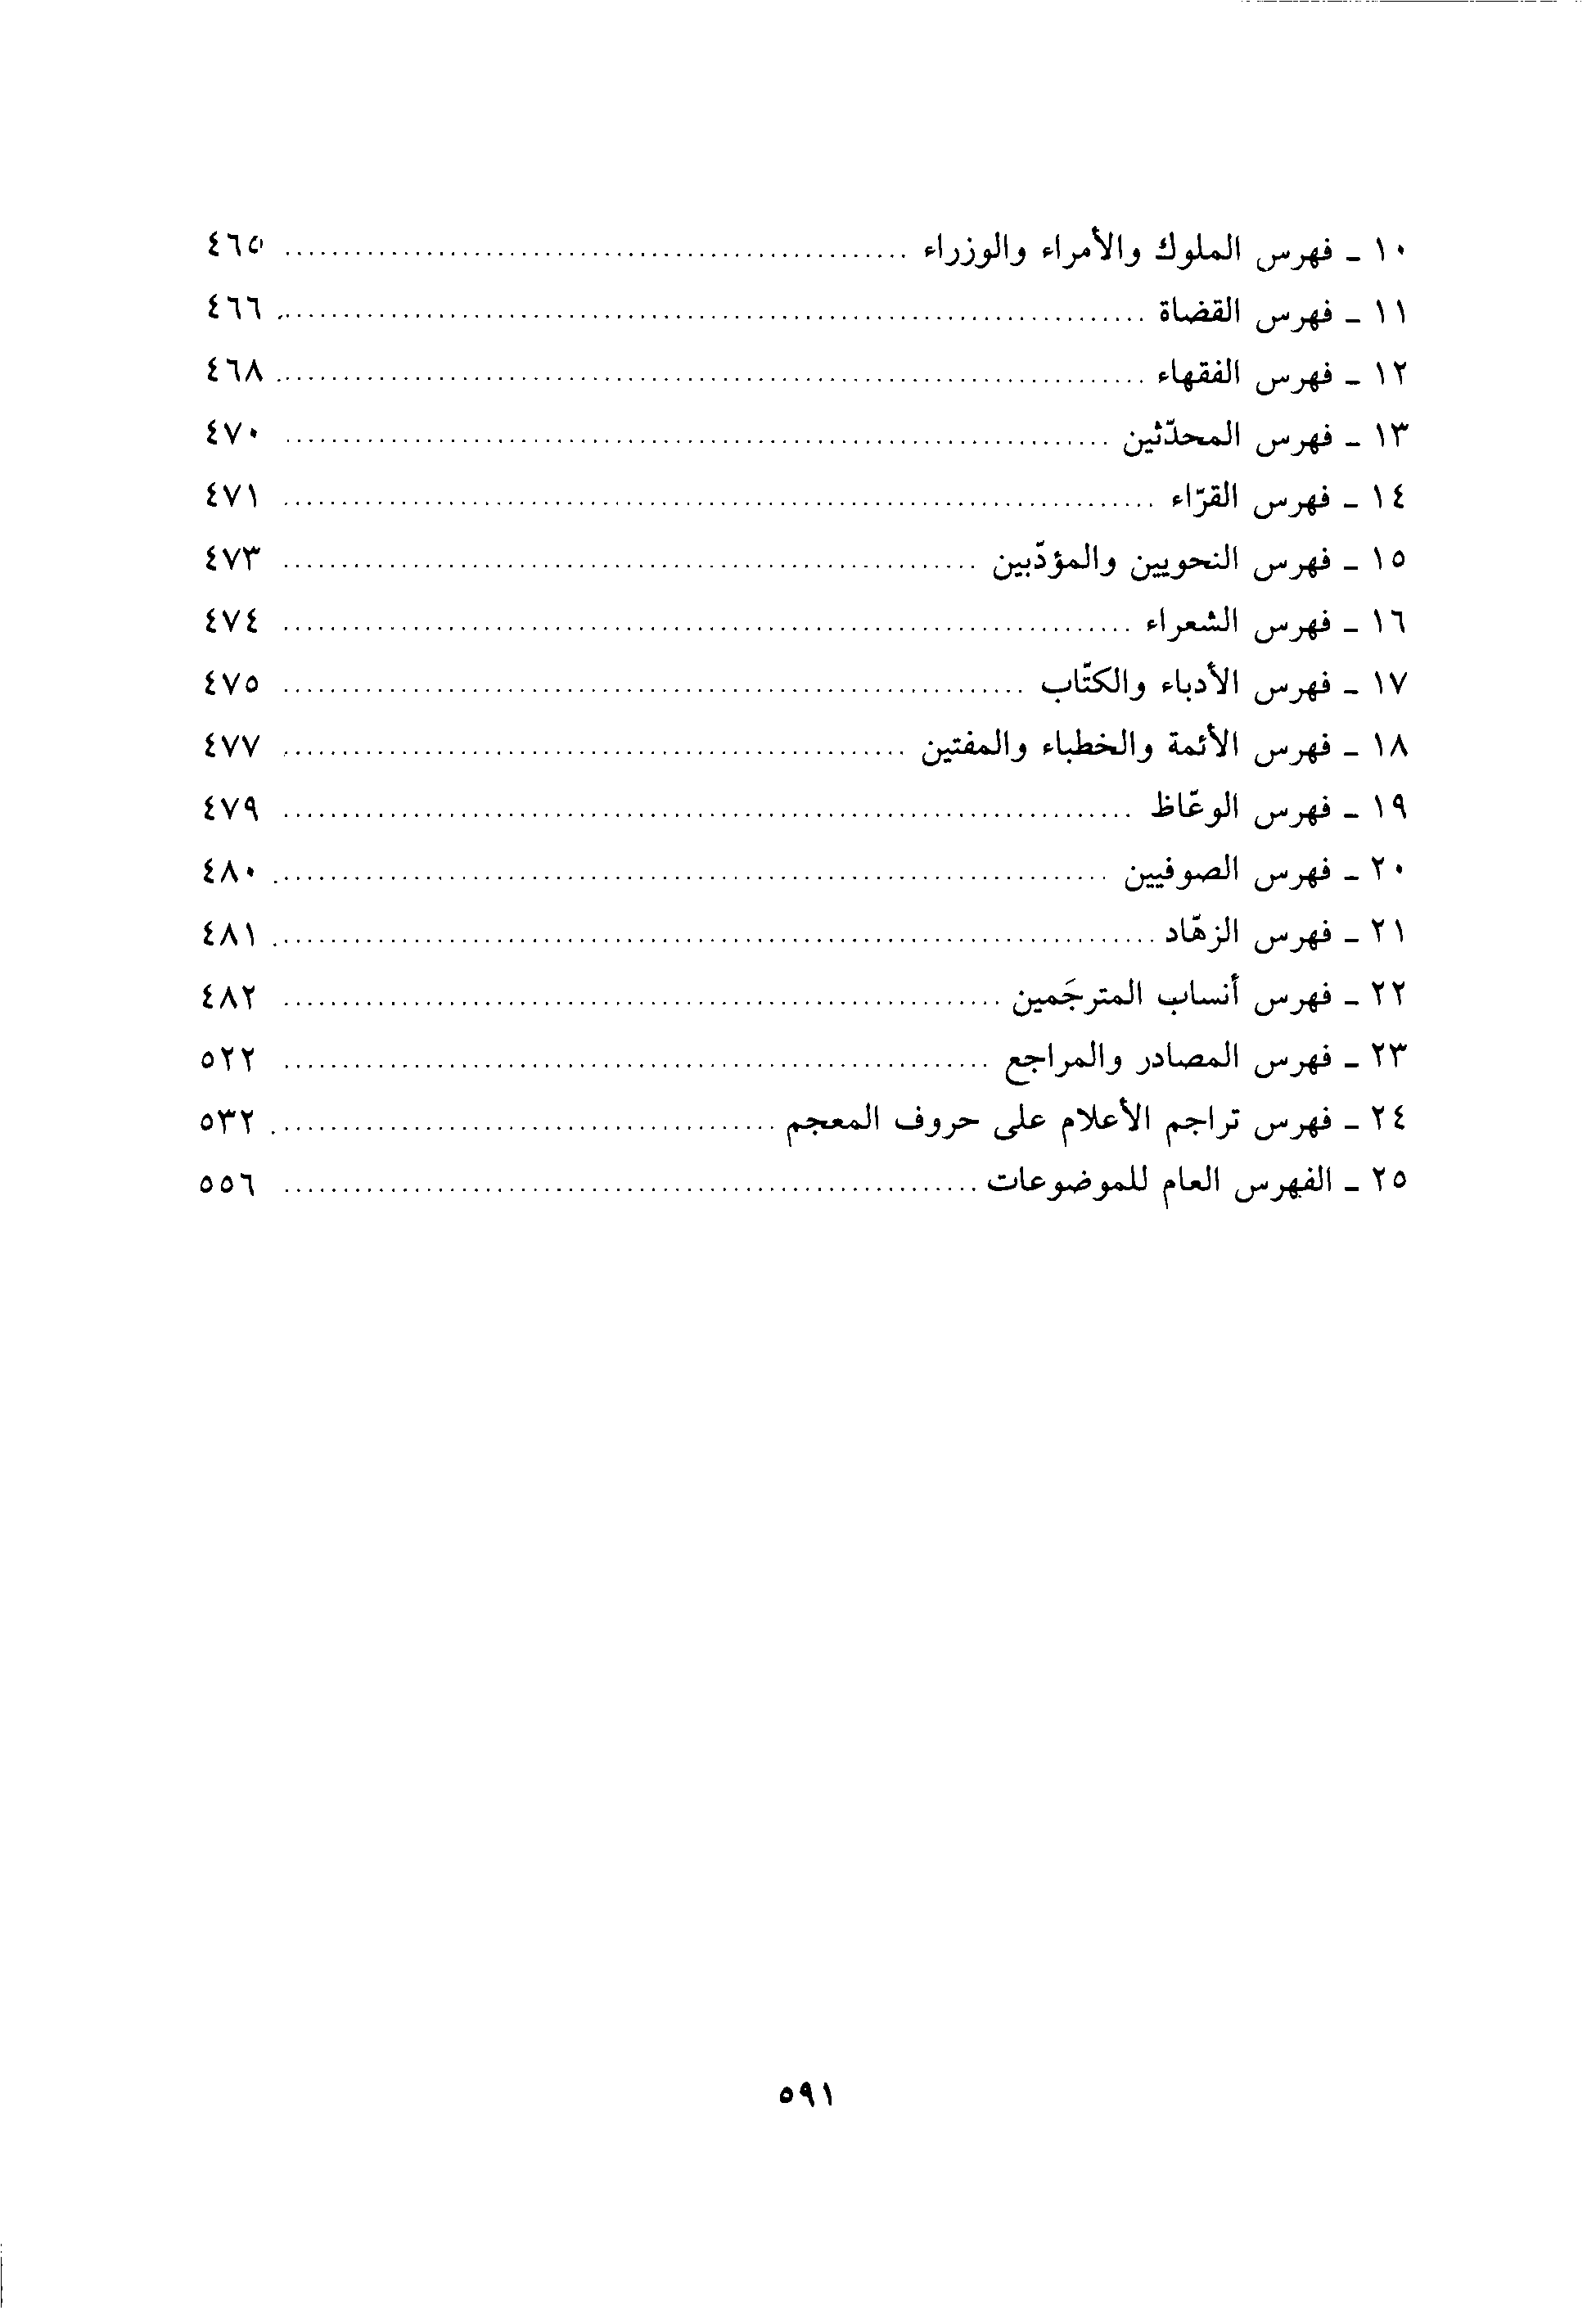 ١٠ - فهرس الملوك والأمراء والوزراء ........ ٤٦٥
١١ - فهرس القضاة ........ ٤٦٦
١٢ - فهرس الفقهاء ........ ٤٦٨
١٣ - فهرس المحدّثين ........ ٤٧٠
١٤ - فهرس القرّاء ........ ٤٧١
١٥ - فهرس النحويين والمؤدّبين ........ ٤٧٣
١٦ - فهرس الشعراء ........ ٤٧٤
١٧ - فهرس الأدباء والكتّاب ........ ٤٧٥
١٨ - فهرس الأئمة والخطباء والمفتين ........ ٤٧٧
١٩ - فهرس الوعّاظ ........ ٤٧٩
٢٠ - فهرس الصوفيين ........ ٤٨٠
٢١ - فهرس الزهّاد ........ ٤٨١
٢٢ - فهرس أنساب المترجَمين ........ ٤٨٢
٢٣ - فهرس المصادر والمراجع ........ ٥٢٢
٢٤ - فهرس تراجم الأعلام على حروف المعجم ........ ٥٣٢
٢٥ - الفهرس العام للموضوعات ........ ٥٥٦
٥٩١